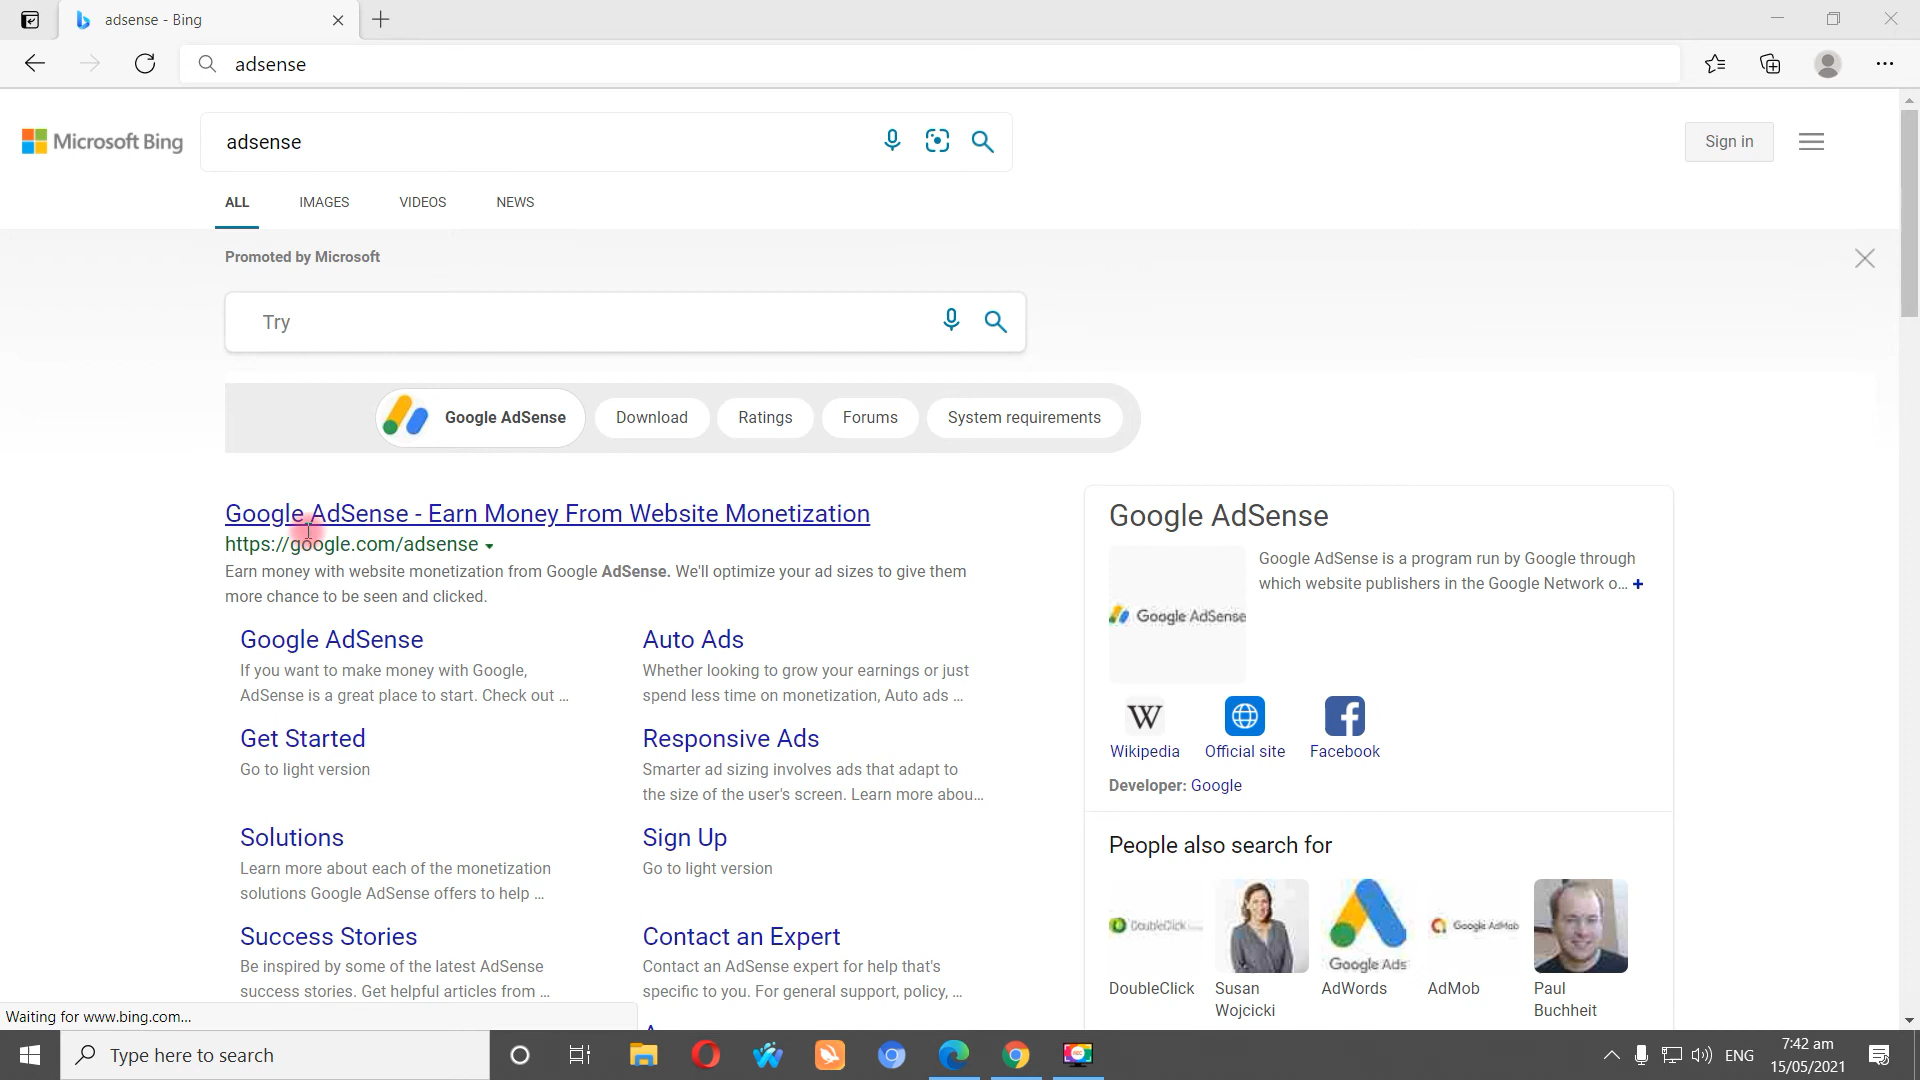 adsense - Bing
adsense
Microsoft Bing
adsense
Sign in
ALL
IMAGES
VIDEOS
NEWS
Promoted by Microsoft
Try
Google AdSense
Download
Ratings
Forums
System requirements
Google AdSense - Earn Money From Website Monetization
https://google.com/adsense
Earn money with website monetization from Google AdSense. We'll optimize your ad sizes to give them
more chance to be seen and clicked.
Google AdSense
If you want to make money with Google,
AdSense is a great place to start. Check out ...
Auto Ads
Whether looking to grow your earnings or just
spend less time on monetization, Auto ads ...
Get Started
Go to light version
Responsive Ads
Smarter ad sizing involves ads that adapt to
the size of the user's screen. Learn more abou...
Solutions
Learn more about each of the monetization
solutions Google AdSense offers to help ...
Sign Up
Go to light version
Success Stories
Be inspired by some of the latest AdSense
success stories. Get helpful articles from ...
Contact an Expert
Contact an AdSense expert for help that's
specific to you. For general support, policy, ...
Google AdSense
Google AdSense
Google AdSense is a program run by Google through
which website publishers in the Google Network o... +
W
Wikipedia
Official site
f
Facebook
Developer: Google
People also search for
DoubleClick
Google Ads
Google AdMob
DoubleClick
Susan
Wojcicki
AdWords
AdMob
Paul
Buchheit
Waiting for www.bing.com...
Type here to search
ENG
7:42 am
15/05/2021